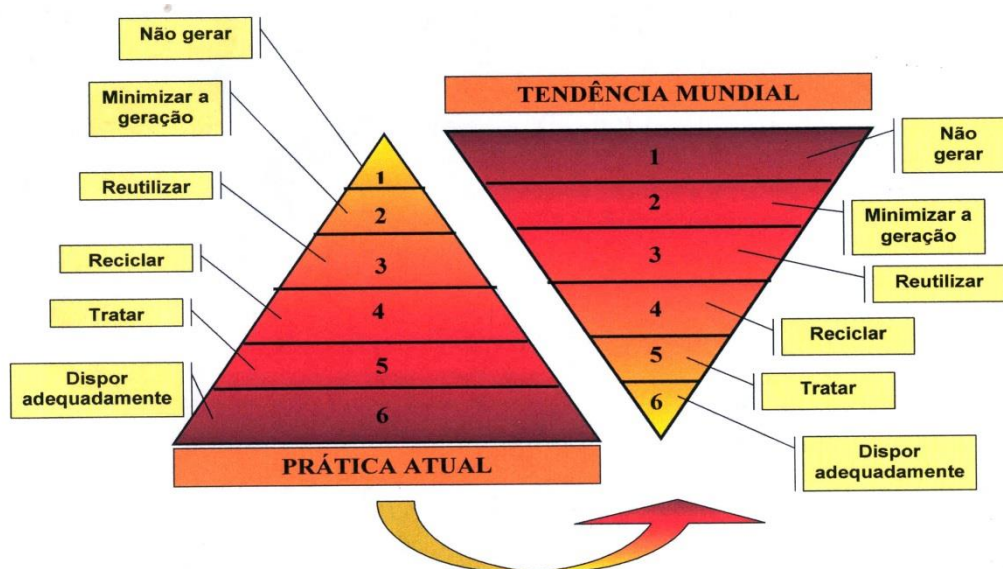 Não gerar
Minimizar a
geração
Reutilizar
Reciclar
Tratar
Dispor
adequadamente
1
2
3
4
5
6
PRÁTICA ATUAL
TENDÊNCIA MUNDIAL
1
2
3
4
5
6
Não
gerar
Minimizar a
geração
Reutilizar
Reciclar
Tratar
Dispor
adequadamente